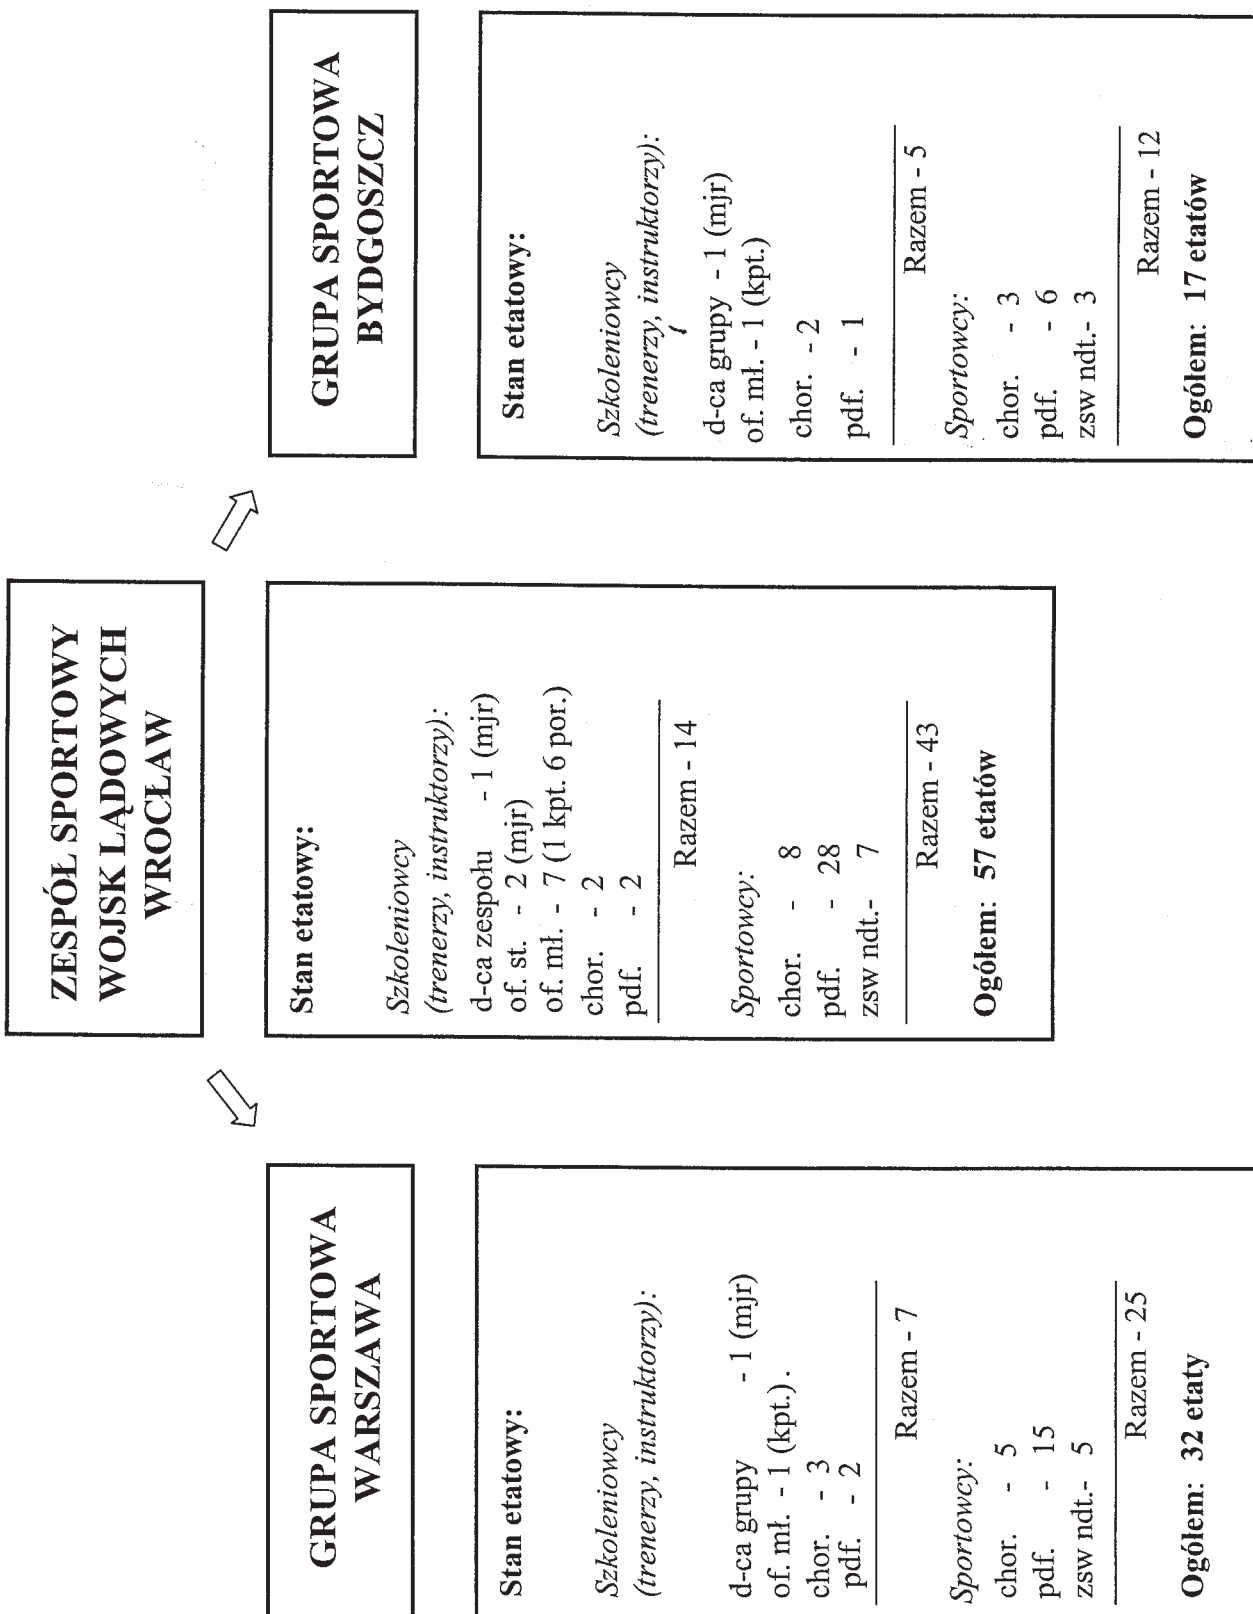 ZESPÓŁ SPORTOWY
WOJSK LĄDOWYCH
WROCŁAW
GRUPA SPORTOWA
WARSZAWA
Stan etatowy:
Szkoleniowcy
(trenerzy, instruktorzy):
d-ca grupy - 1 (mjr)
of. mł. - 1 (kpt.) .
chor. - 3
pdf. - 2
Razem - 7
Sportowcy:
chor. - 5
pdf. - 15
zsw ndt.- 5
Razem - 25
Ogółem: 32 etaty
Stan etatowy:
Szkoleniowcy
(trenerzy, instruktorzy):
d-ca zespołu - 1 (mjr)
of. st. - 2 (mjr)
of. mł. - 7 (1 kpt. 6 por.)
chor. - 2
pdf. - 2
Razem - 14
Sportowcy:
chor. - 8
pdf. - 28
zsw ndt.- 7
Razem - 43
Ogółem: 57 etatów
GRUPA SPORTOWA
BYDGOSZCZ
Stan etatowy:
Szkoleniowcy
(trenerzy, instruktorzy):
d-ca grupy - 1 (mjr)
of. mł. - 1 (kpt.)
chor. - 2
pdf. - 1
Razem - 5
Sportowcy:
chor. - 3
pdf. - 6
zsw ndt.- 3
Razem - 12
Ogółem: 17 etatów